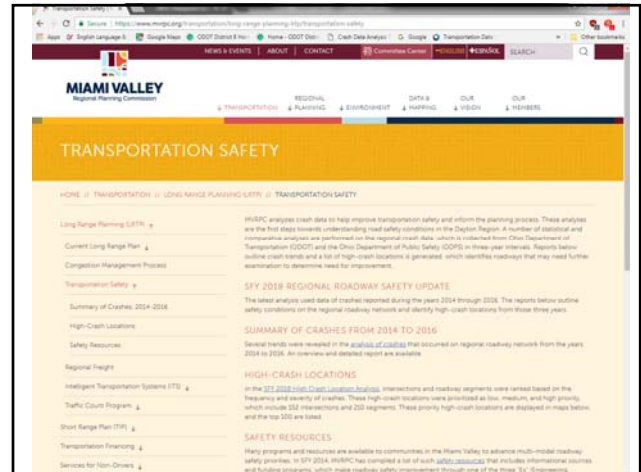 Transportation Safety | -
Secure | https://www.mvrpc.org/transportation/long-range-planning-lrtp/transportation-safety
Apps English Language & Google Maps ODOT District 8 Home - ODOT Dist Crash Data Analysis Google Transportation Data Other bookmarks
NEWS & EVENTS | ABOUT | CONTACT Committee Center ENGLISH +ESPAÑOL SEARCH
MIAMI VALLEY
Regional Planning Commission
TRANSPORTATION
REGIONAL PLANNING
ENVIRONMENT
DATA & MAPPING
OUR VISION
OUR MEMBERS
TRANSPORTATION SAFETY
HOME // TRANSPORTATION // LONG RANGE PLANNING (LRTP) // TRANSPORTATION SAFETY
Long Range Planning (LRTP)
Current Long Range Plan
Congestion Management Process
Transportation Safety
Summary of Crashes, 2014-2016
High-Crash Locations
Safety Resources
Regional Freight
Intelligent Transportation Systems (ITS)
Traffic Count Program
Short Range Plan (TIP)
Transportation Financing
Services for Non-Drivers
MVRPC analyzes crash data to help improve transportation safety and inform the planning process. These analyses
are the first steps towards understanding road safety conditions in the Dayton Region. A number of statistical and
comparative analyses are performed on the regional crash data, which is collected from Ohio Department of
Transportation (ODOT) and the Ohio Department of Public Safety (ODPS) in three-year intervals. Reports below
outline crash trends and a list of high-crash locations is generated, which identifies roadways that may need further
examination to determine need for improvement.
SFY 2018 REGIONAL ROADWAY SAFETY UPDATE
The latest analysis used data of crashes reported during the years 2014 through 2016. The reports below outline
safety conditions on the regional roadway network and identify high-crash locations from those three years.
SUMMARY OF CRASHES FROM 2014 TO 2016
Several trends were revealed in the analysis of crashes that occurred on regional roadway network from the years
2014 to 2016. An overview and detailed report are available.
HIGH-CRASH LOCATIONS
In the SFY 2018 High Crash Location Analysis, intersections and roadway segments were ranked based on the
frequency and severity of crashes. These high-crash locations were prioritized as low, medium, and high priority,
which include 152 intersections and 210 segments. These priority high-crash locations are displayed in maps below,
and the top 100 are listed.
SAFETY RESOURCES
Many programs and resources are available to communities in the Miami Valley to advance multi-modal roadway
safety priorities. In SFY 2014, MVRPC has compiled a list of such safety resources that includes informational sources
and funding programs, which make roadway safety improvement through one of the three "E's" (Engineering,